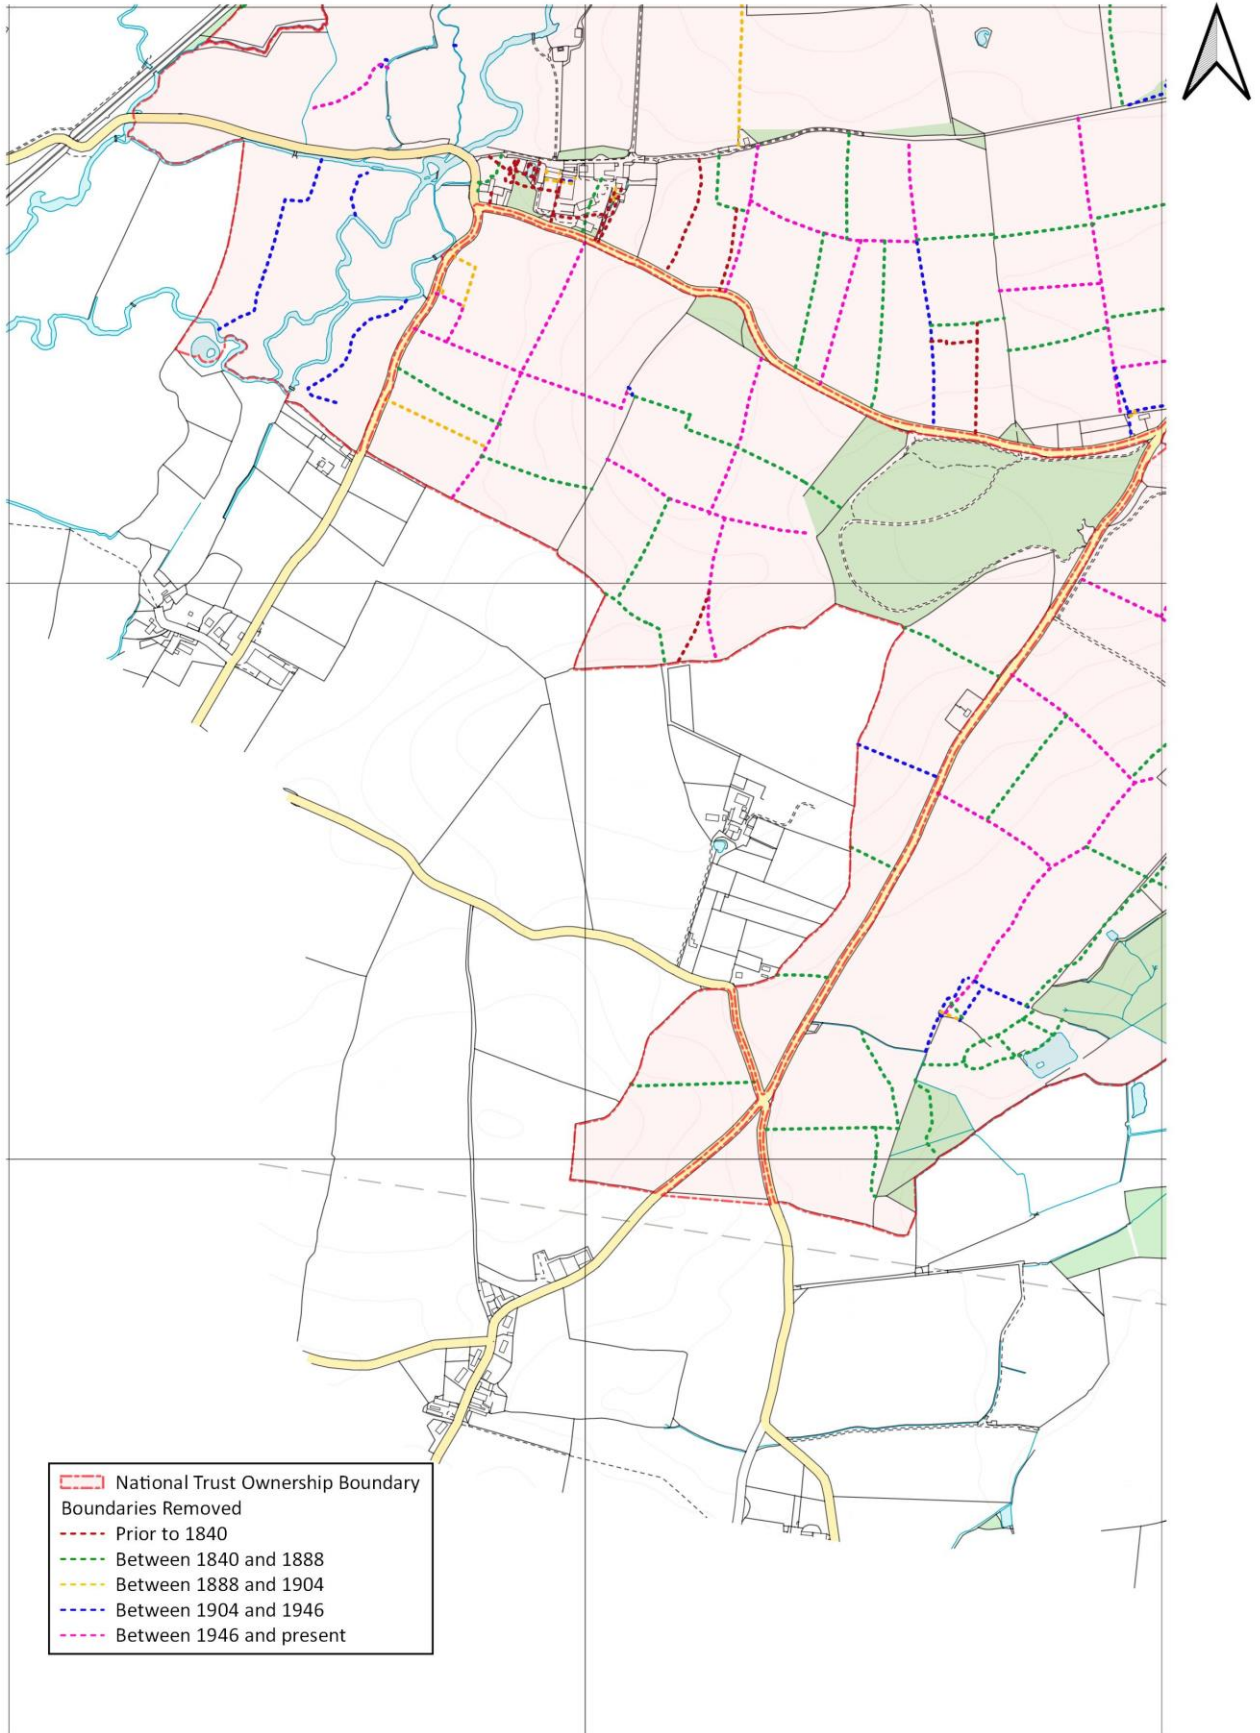 National Trust Ownership Boundary
Boundaries Removed
Prior to 1840
Between 1840 and 1888
Between 1888 and 1904
Between 1904 and 1946
Between 1946 and present